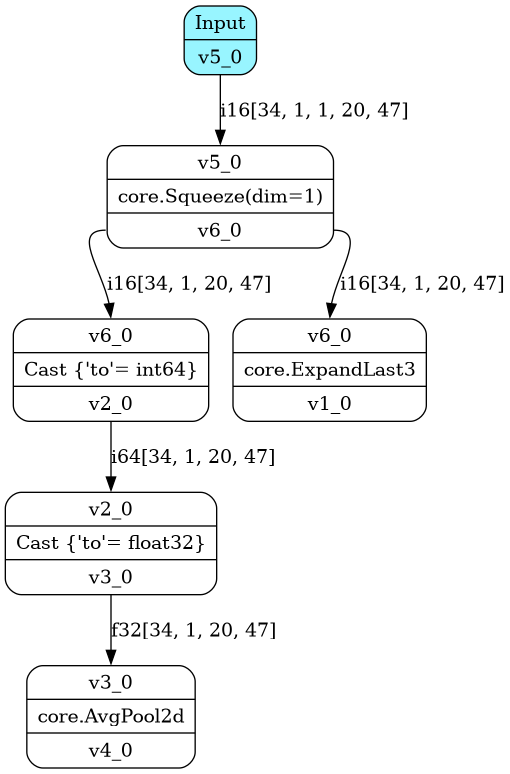 Input
v5_0
i16[34, 1, 1, 20, 47]
v5_0
core.Squeeze(dim=1)
v6_0
i16[34, 1, 20, 47]
i16[34, 1, 20, 47]
v6_0
Cast {'to'= int64}
v2_0
v6_0
core.ExpandLast3
v1_0
i64[34, 1, 20, 47]
v2_0
Cast {'to'= float32}
v3_0
f32[34, 1, 20, 47]
v3_0
core.AvgPool2d
v4_0